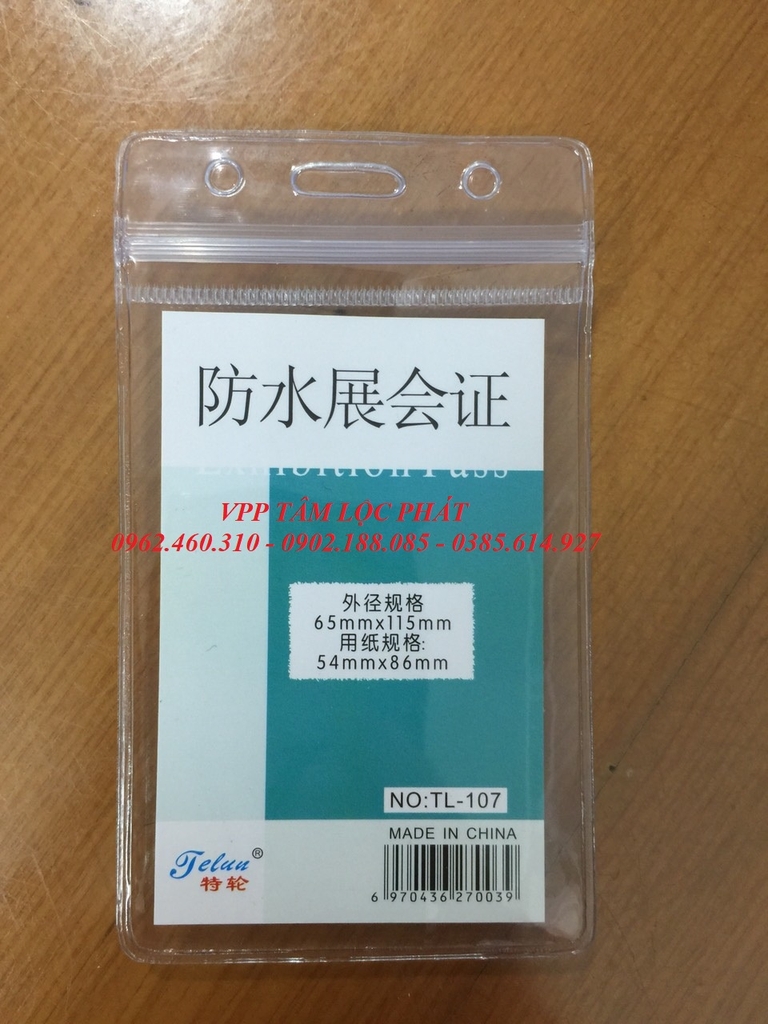 防水展会证
Exhibition Pass
VPP TÂM LỘC PHÁT
0962.460.310 - 0902.188.085 - 0385.614.927
外径规格
65mmx115mm
用纸规格:
54mmx86mm
NO:TL-107
MADE IN CHINA
Telun®
特轮
6 970436 270039